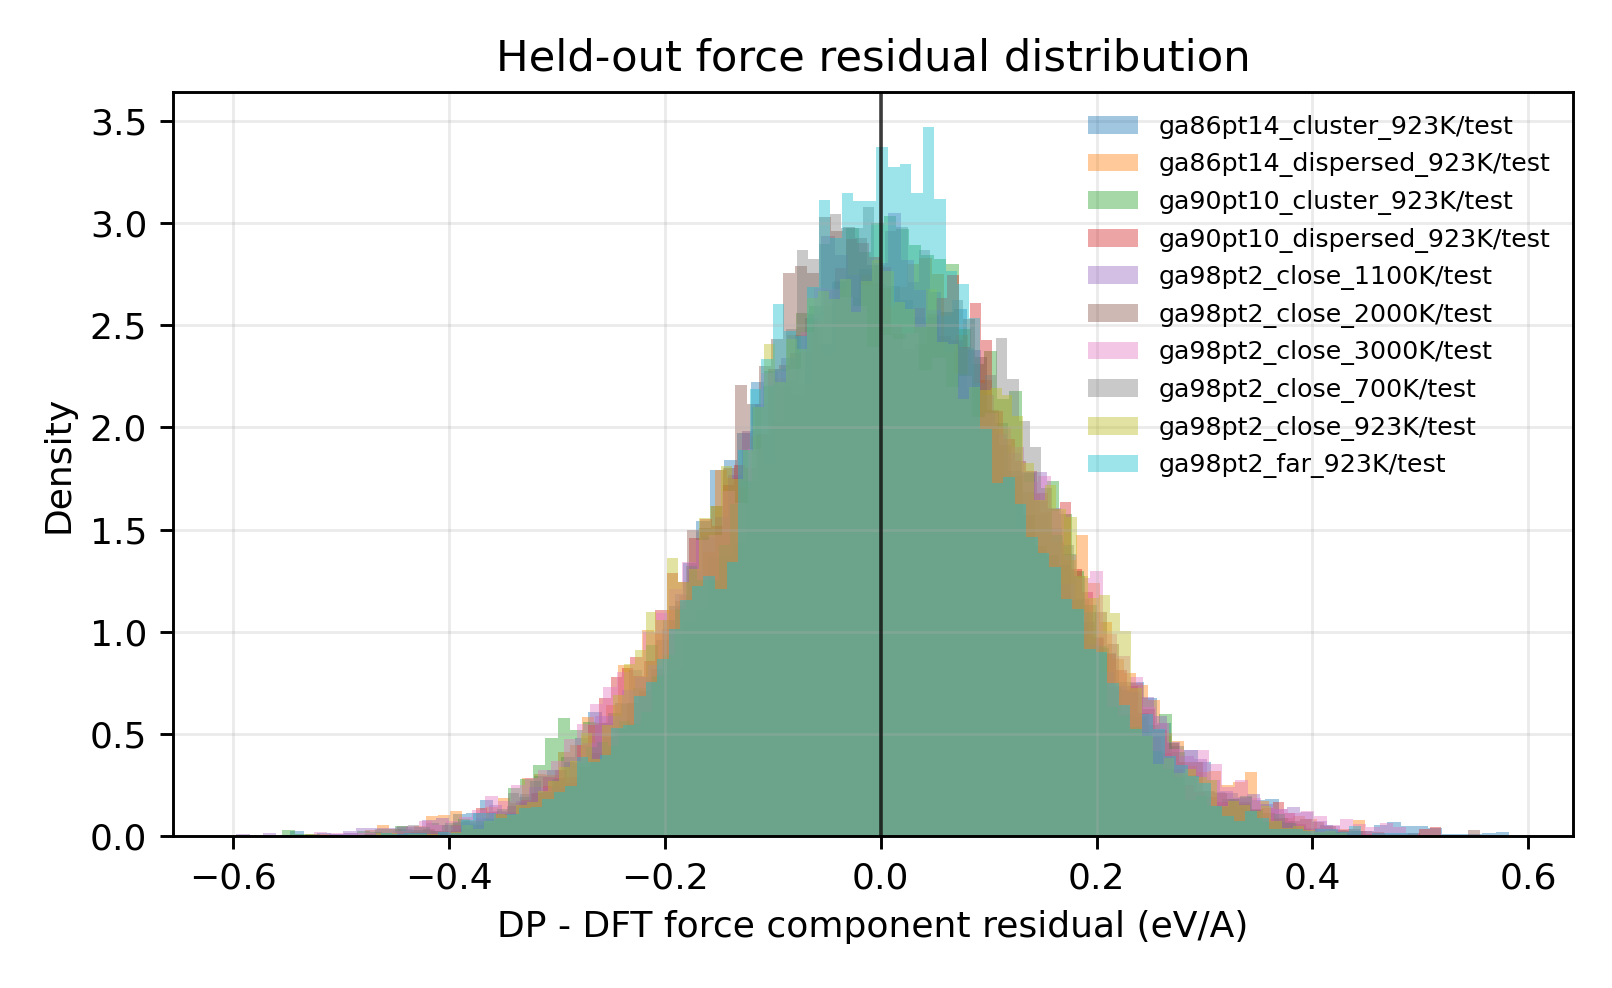 Held-out force residual distribution
3.5
3.0
2.5
2.0
1.5
1.0
0.5
0.0
Density
ga86pt14_cluster_923K/test
ga86pt14_dispersed_923K/test
ga90pt10_cluster_923K/test
ga90pt10_dispersed_923K/test
ga98pt2_close_1100K/test
ga98pt2_close_2000K/test
ga98pt2_close_3000K/test
ga98pt2_close_700K/test
ga98pt2_close_923K/test
ga98pt2_far_923K/test
−0.6 −0.4 −0.2 0.0 0.2 0.4 0.6
DP - DFT force component residual (eV/A)